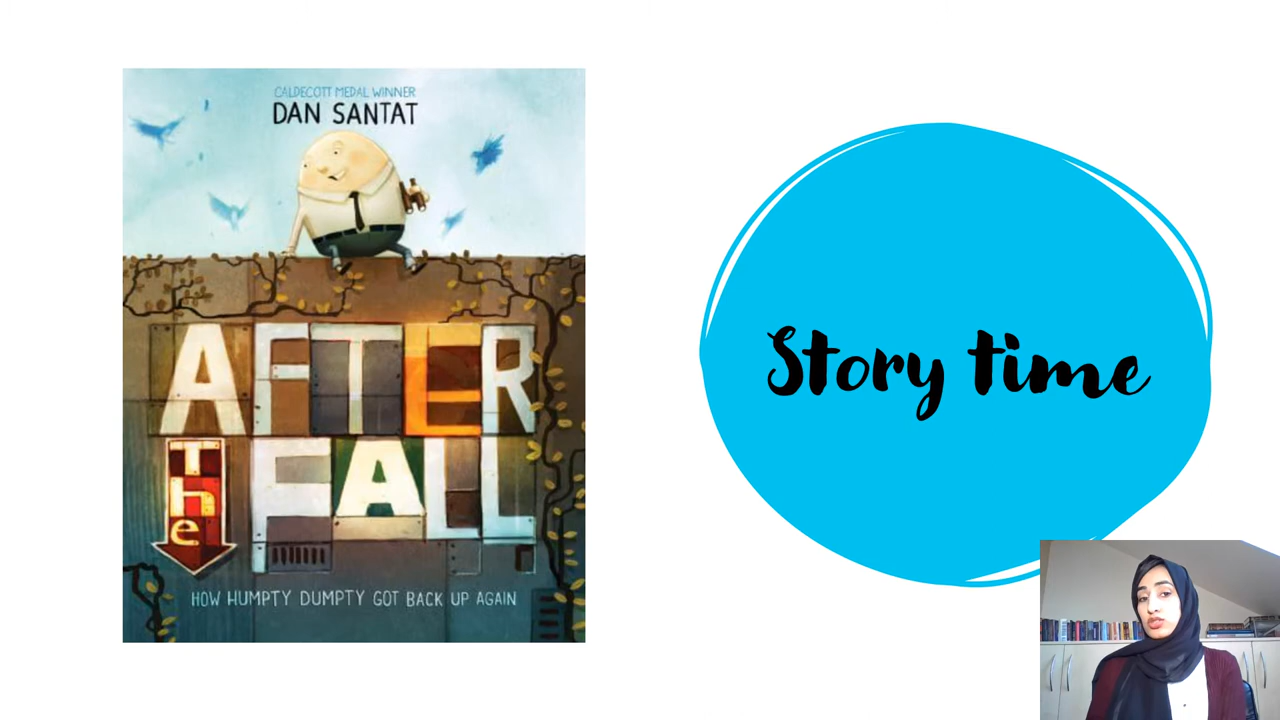 CALDECOTT MEDAL WINNER
DAN SANTAT
AFTER
The FALL
HOW HUMPTY DUMPTY GOT BACK UP AGAIN
Story time